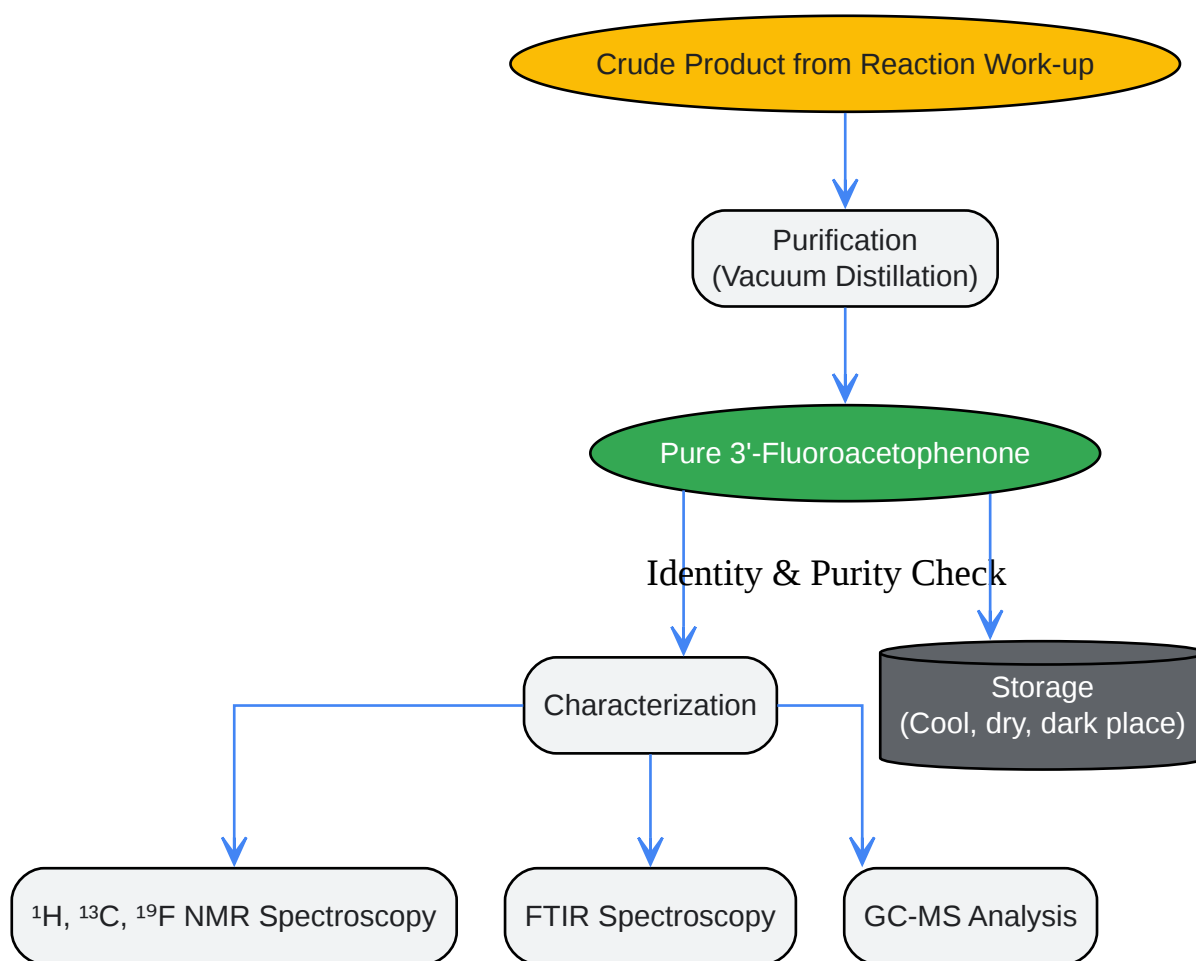 Crude Product from Reaction Work-up
Purification
(Vacuum Distillation)
Pure 3'-Fluoroacetophenone
Identity & Purity Check
Characterization
Storage
(Cool, dry, dark place)
¹H, ¹³C, ¹⁹F NMR Spectroscopy
FTIR Spectroscopy
GC-MS Analysis